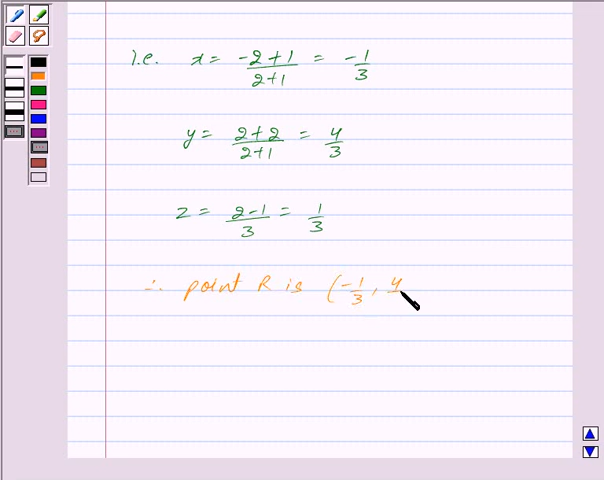 i.e. x = -2+1/2+1 = -1/3
y = 2+2/2+1 = 4/3
z = 2-1/3 = 1/3
∴ point R is (-1/3, 4